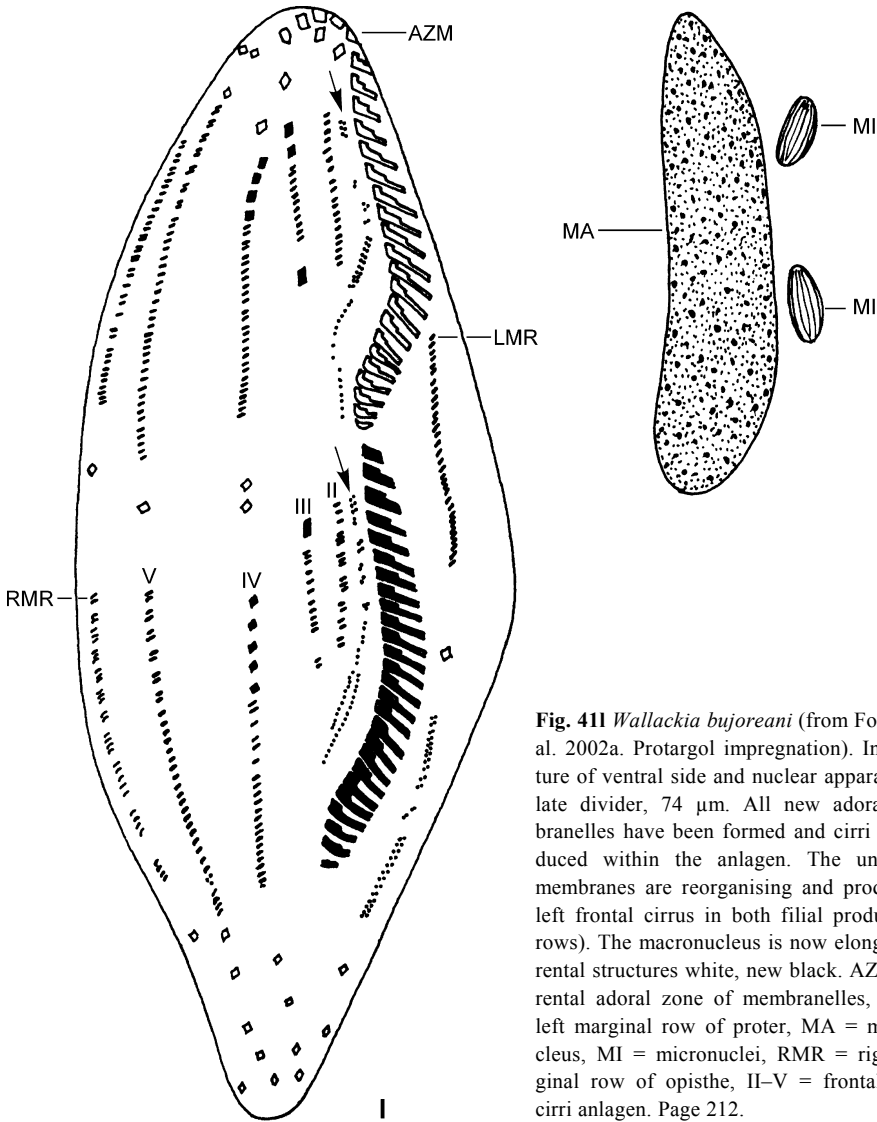 AZM
MI
MA
MI
LMR
II
III
V
IV
RMR
Fig. 41l Wallackia bujoreani (from Fo
al. 2002a. Protargol impregnation). In
ture of ventral side and nuclear appara
late divider, 74 µm. All new adora
branelles have been formed and cirri
duced within the anlagen. The un
membranes are reorganising and prod
left frontal cirrus in both filial produ
rows). The macronucleus is now elong
rental structures white, new black. AZ
rental adoral zone of membranelles,
left marginal row of proter, MA = m
cleus, MI = micronuclei, RMR = rig
ginal row of opisthe, II–V = frontal
cirri anlagen. Page 212.
l